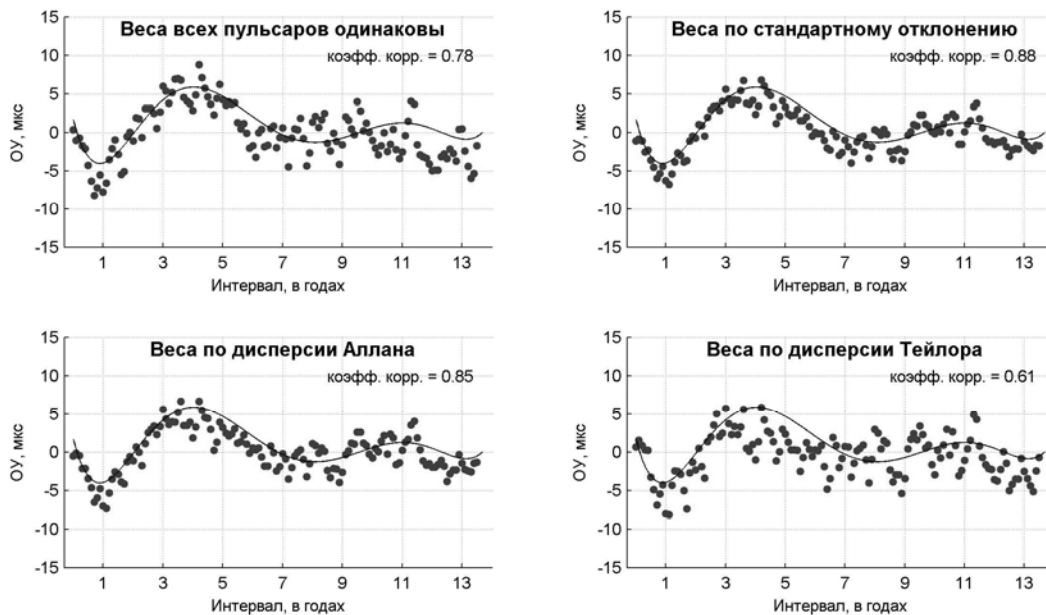 Веса всех пульсаров одинаковы
коэфф. корр. = 0.78
15
10
5
0
-5
-10
-15
ОУ, мкс
1 3 5 7 9 11 13
Интервал, в годах
Веса по стандартному отклонению
коэфф. корр. = 0.88
15
10
5
0
-5
-10
-15
ОУ, мкс
1 3 5 7 9 11 13
Интервал, в годах
Веса по дисперсии Аллана
коэфф. корр. = 0.85
15
10
5
0
-5
-10
-15
ОУ, мкс
1 3 5 7 9 11 13
Интервал, в годах
Веса по дисперсии Тейлора
коэфф. корр. = 0.61
15
10
5
0
-5
-10
-15
ОУ, мкс
1 3 5 7 9 11 13
Интервал, в годах